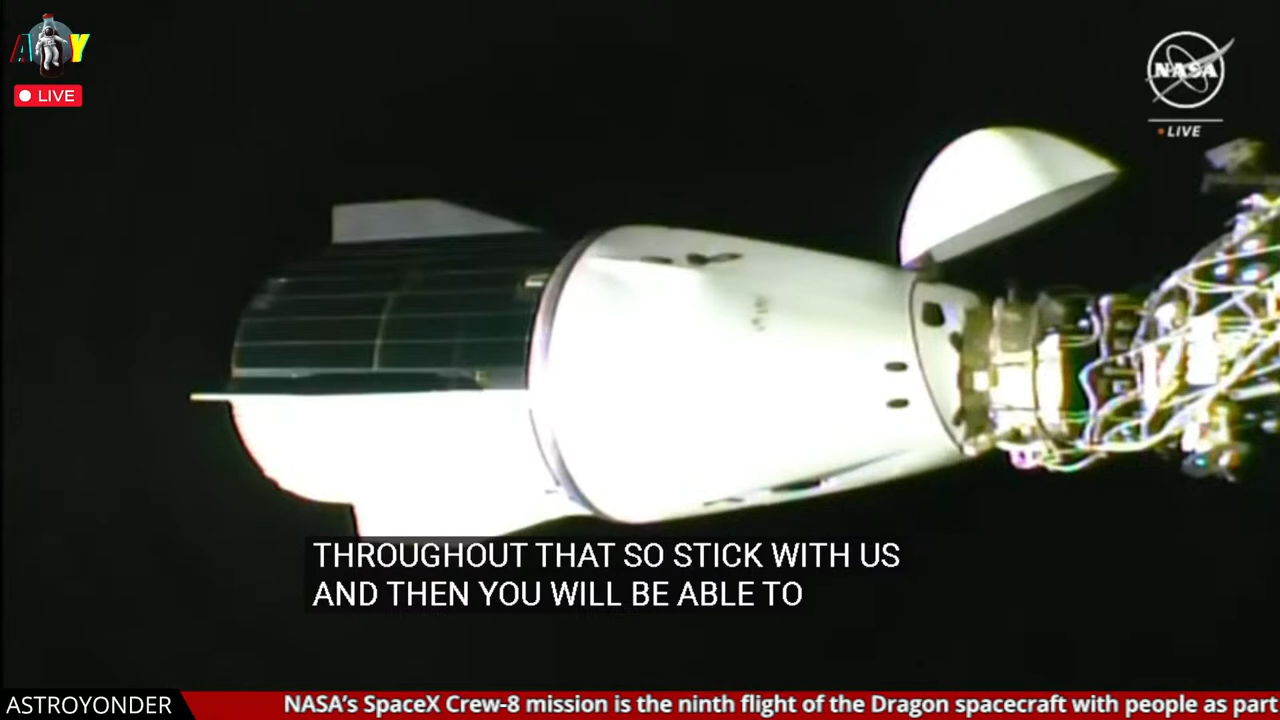 AY
LIVE
NASA
LIVE
THROUGHOUT THAT SO STICK WITH US
AND THEN YOU WILL BE ABLE TO
ASTROYONDER
NASA's SpaceX Crew-8 mission is the ninth flight of the Dragon spacecraft with people as part